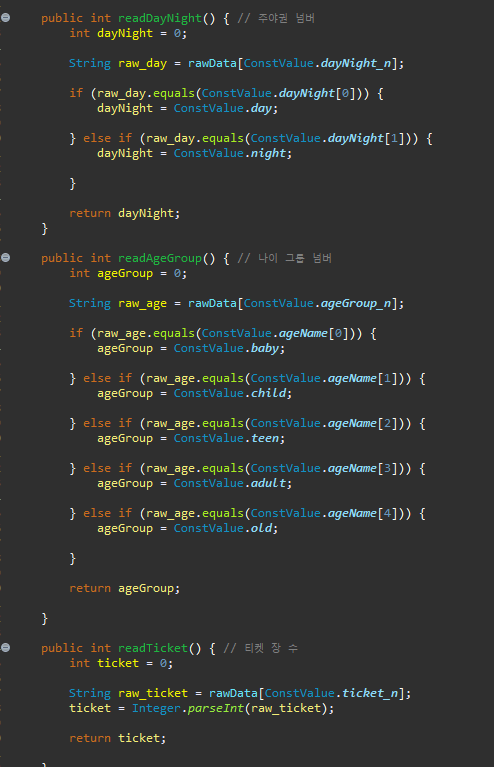 public int readDayNight() { // 주야권 넘버
int dayNight = 0;
String raw_day = rawData[ConstValue.dayNight_n];
if (raw_day.equals(ConstValue.dayNight[0])) {
dayNight = ConstValue.day;
} else if (raw_day.equals(ConstValue.dayNight[1])) {
dayNight = ConstValue.night;
}
return dayNight;
}
public int readAgeGroup() { // 나이 그룹 넘버
int ageGroup = 0;
String raw_age = rawData[ConstValue.ageGroup_n];
if (raw_age.equals(ConstValue.ageName[0])) {
ageGroup = ConstValue.baby;
} else if (raw_age.equals(ConstValue.ageName[1])) {
ageGroup = ConstValue.child;
} else if (raw_age.equals(ConstValue.ageName[2])) {
ageGroup = ConstValue.teen;
} else if (raw_age.equals(ConstValue.ageName[3])) {
ageGroup = ConstValue.adult;
} else if (raw_age.equals(ConstValue.ageName[4])) {
ageGroup = ConstValue.old;
}
return ageGroup;
}
public int readTicket() { // 티켓 장 수
int ticket = 0;
String raw_ticket = rawData[ConstValue.ticket_n];
ticket = Integer.parseInt(raw_ticket);
return ticket;
}